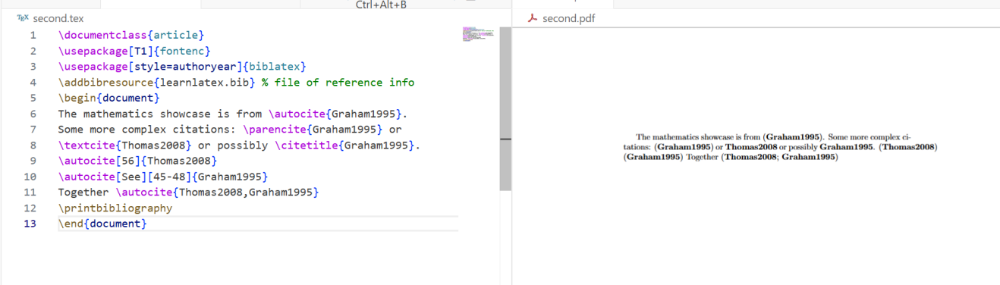 Ctrl+Alt+B
TEX second.tex
1 \documentclass{article}
2 \usepackage[T1]{fontenc}
3 \usepackage[style=authoryear]{biblatex}
4 \addbibresource{learnlatex.bib} % file of reference info
5 \begin{document}
6 The mathematics showcase is from \autocite{Graham1995}.
7 Some more complex citations: \parencite{Graham1995} or
8 \textcite{Thomas2008} or possibly \citetitle{Graham1995}.
9 \autocite[56]{Thomas2008}
10 \autocite[See][45-48]{Graham1995}
11 Together \autocite{Thomas2008,Graham1995}
12 \printbibliography
13 \end{document}
second.pdf
The mathematics showcase is from (Graham1995). Some more complex ci-
tations: (Graham1995) or Thomas2008 or possibly Graham1995. (Thomas2008)
(Graham1995) Together (Thomas2008; Graham1995)